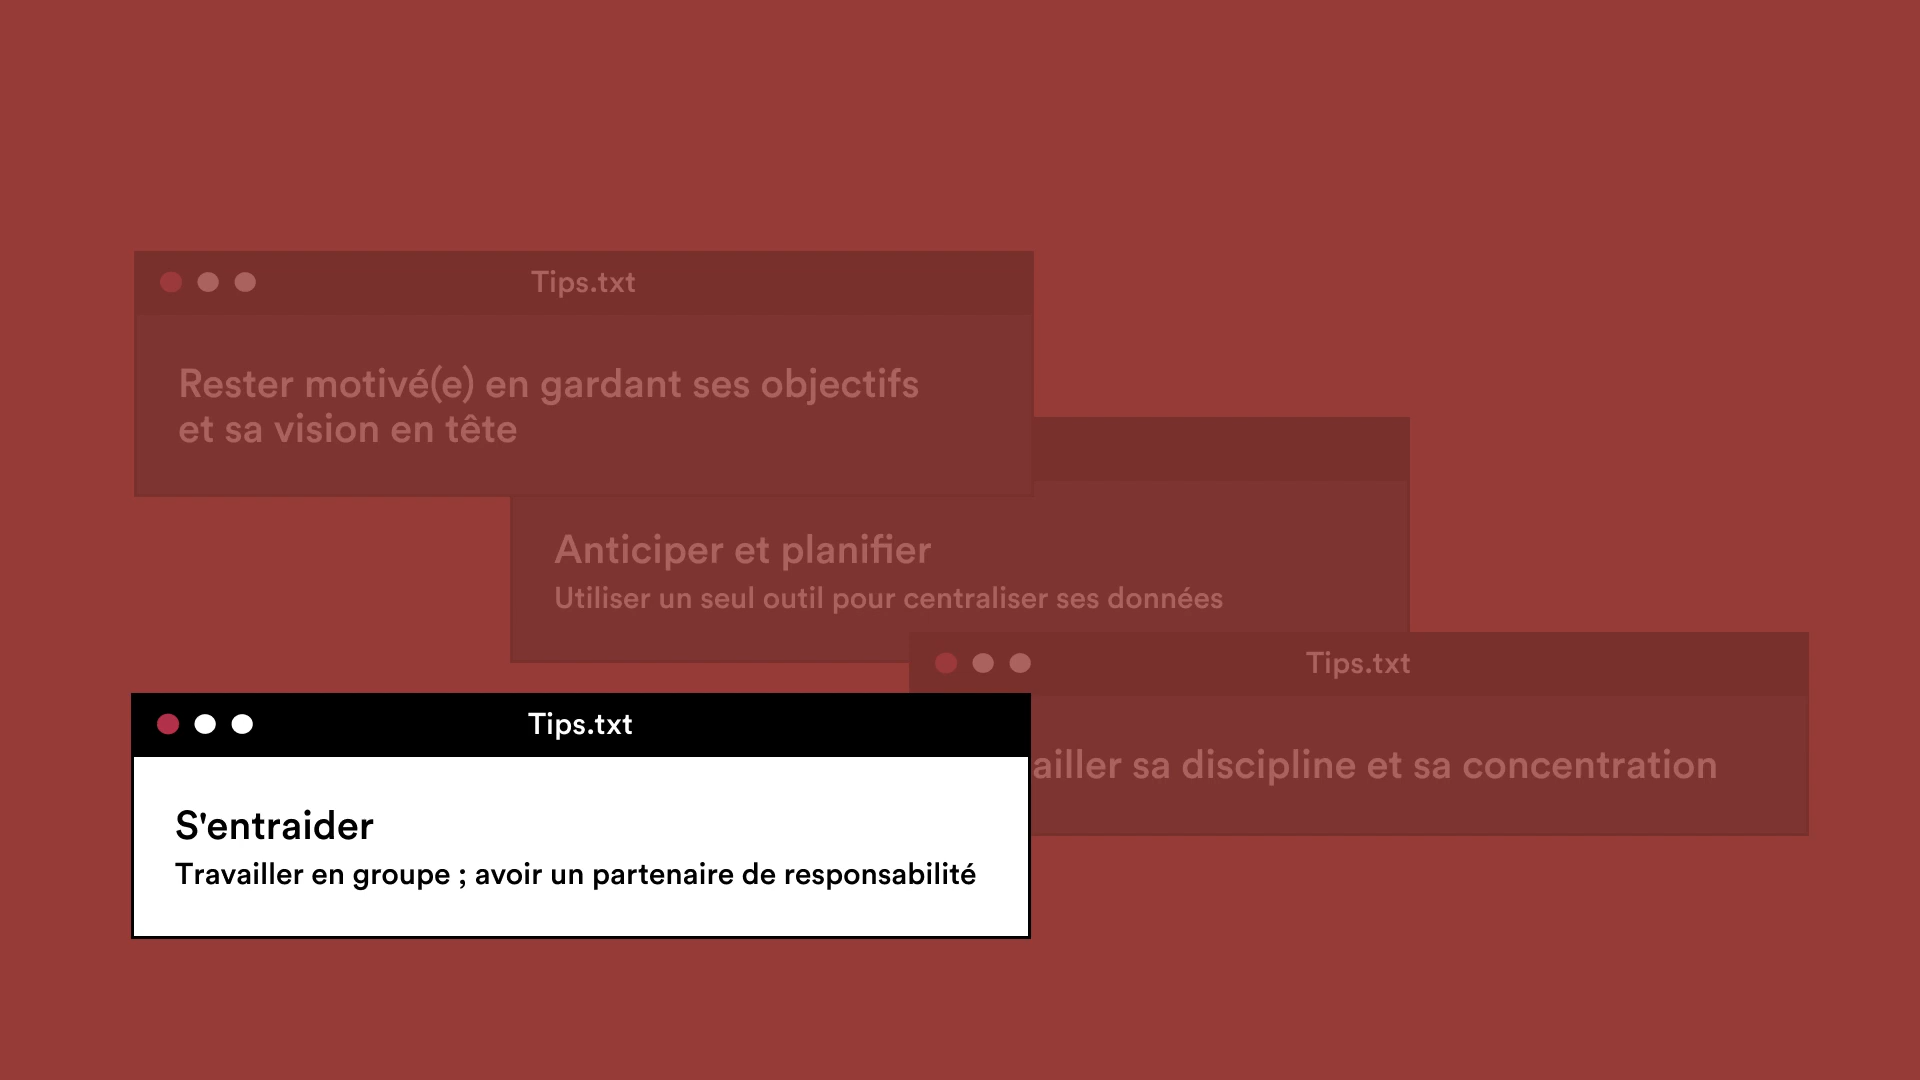 Tips.txt
Rester motivé(e) en gardant ses objectifs
et sa vision en tête
Anticiper et planifier
Utiliser un seul outil pour centraliser ses données
Tips.txt
ailler sa discipline et sa concentration
Tips.txt
S'entraider
Travailler en groupe ; avoir un partenaire de responsabilité